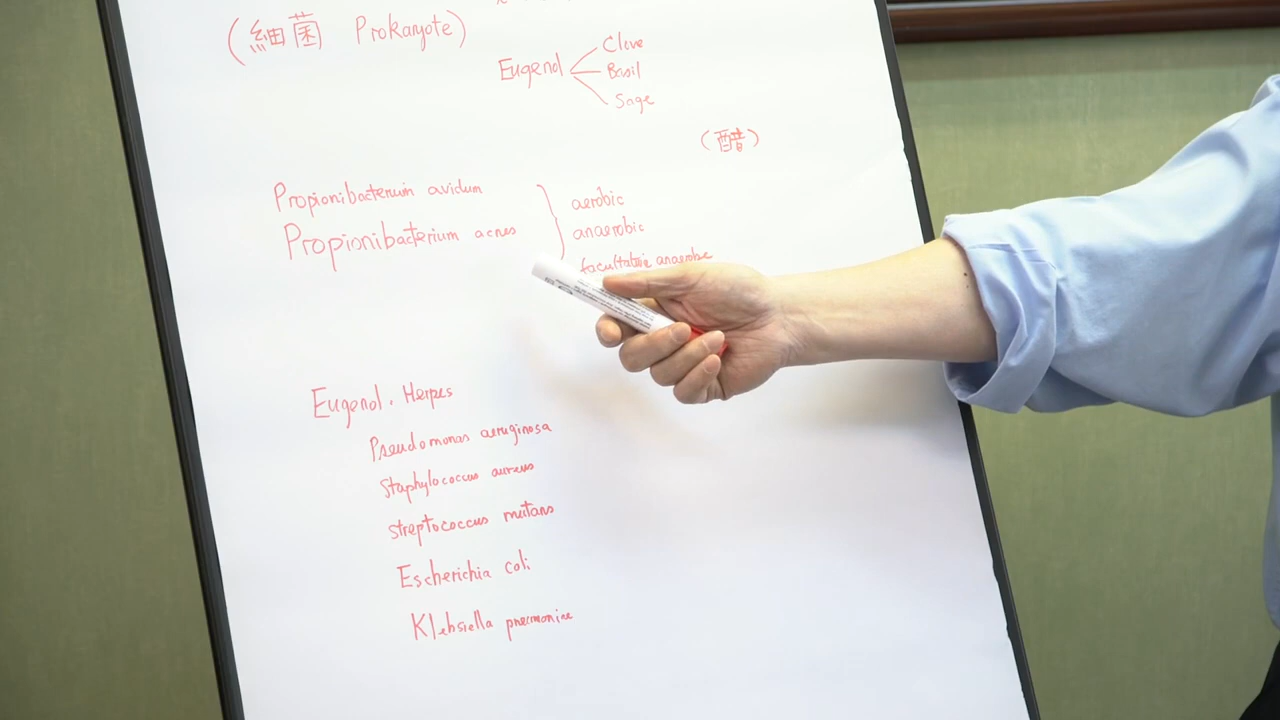 (細菌 Prokaryote)
Eugenol
Clove
Basil
Sage
(醋)
Propionibacterium avidum
Propionibacterium acnes
aerobic
anaerobic
facultative anaerobe
Eugenol. Herpes
Pseudomonas aeruginosa
Staphylococcus aureus
Streptococcus mutans
Escherichia coli
Klebsiella pneumoniae